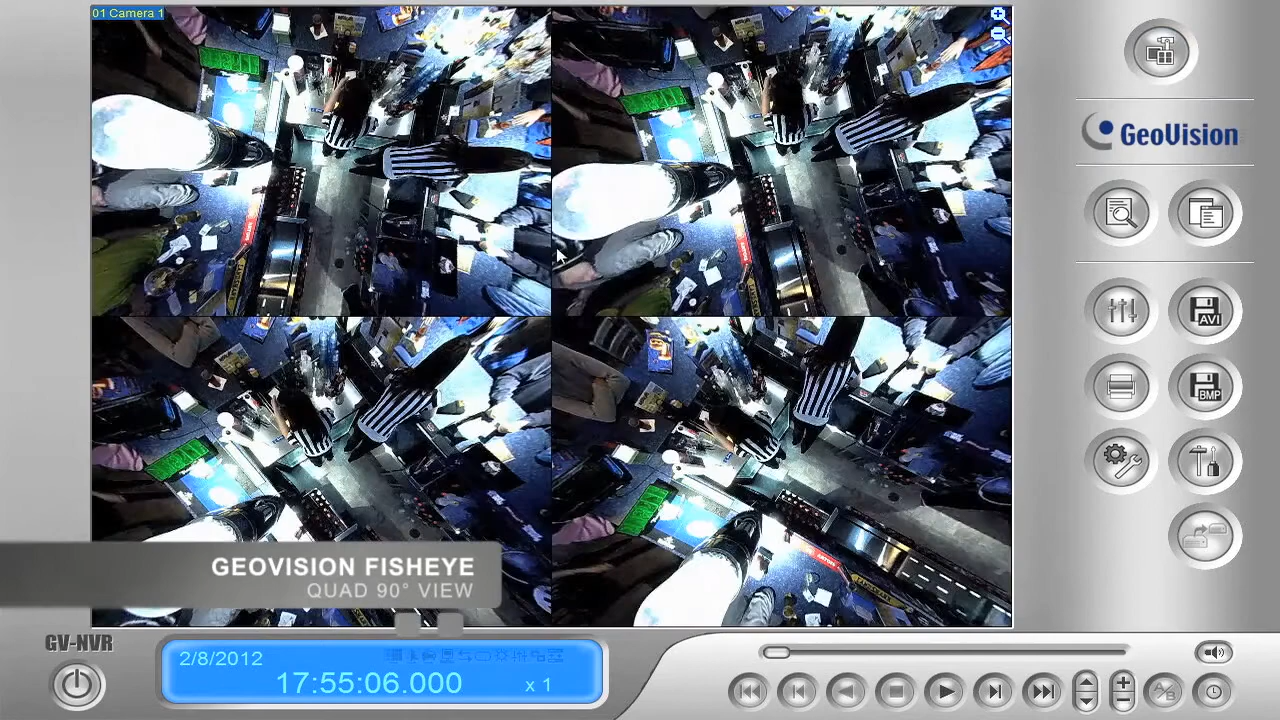 01 Camera 1
GeoVision
AVI
BMP
GEOVISION FISHEYE
QUAD 90° VIEW
GV-NVR
2/8/2012
17:55:06.000
x 1
A/B